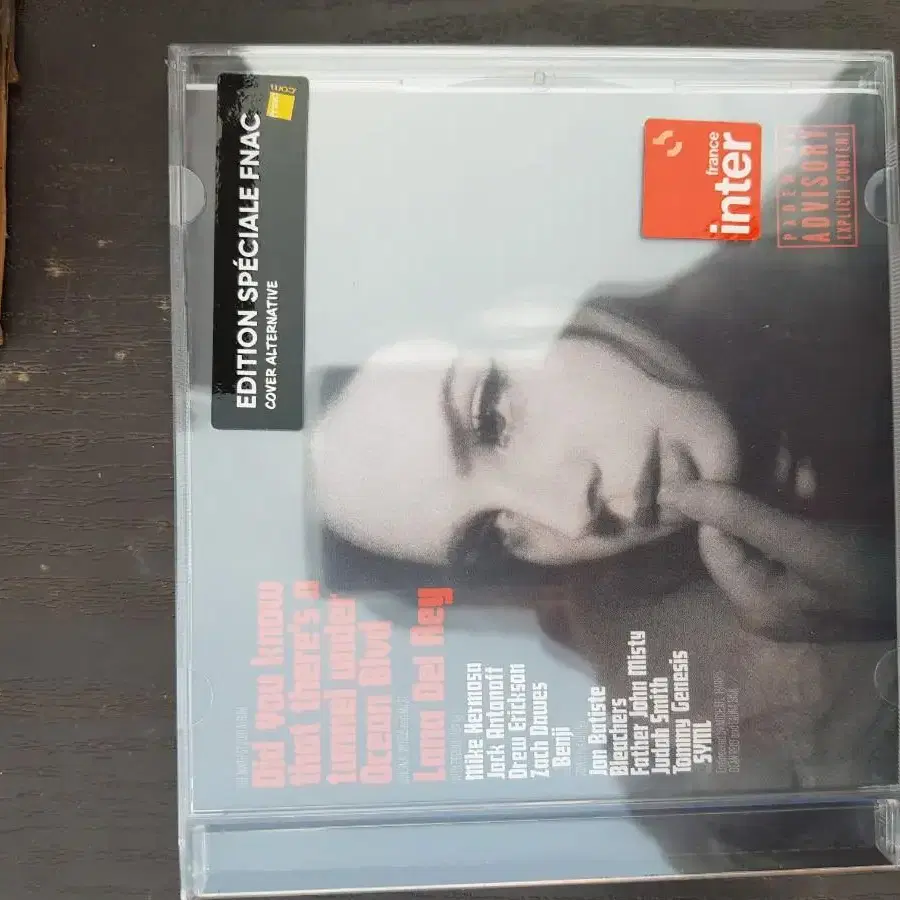 EDITION SPÉCIALE FNAC
COVER ALTERNATIVE
.com
france
inter
ADVISORY
EXPLICIT CONTENT
Did you know
that there's a
tunnel under
Ocean Blvd
Lana Del Rey
Mike Hermosa
Jack Antonoff
Drew Erickson
Zach Dawes
Benji
Jon Batiste
Bleachers
Father John Misty
Judah Smith
Tommy Genesis
SYML